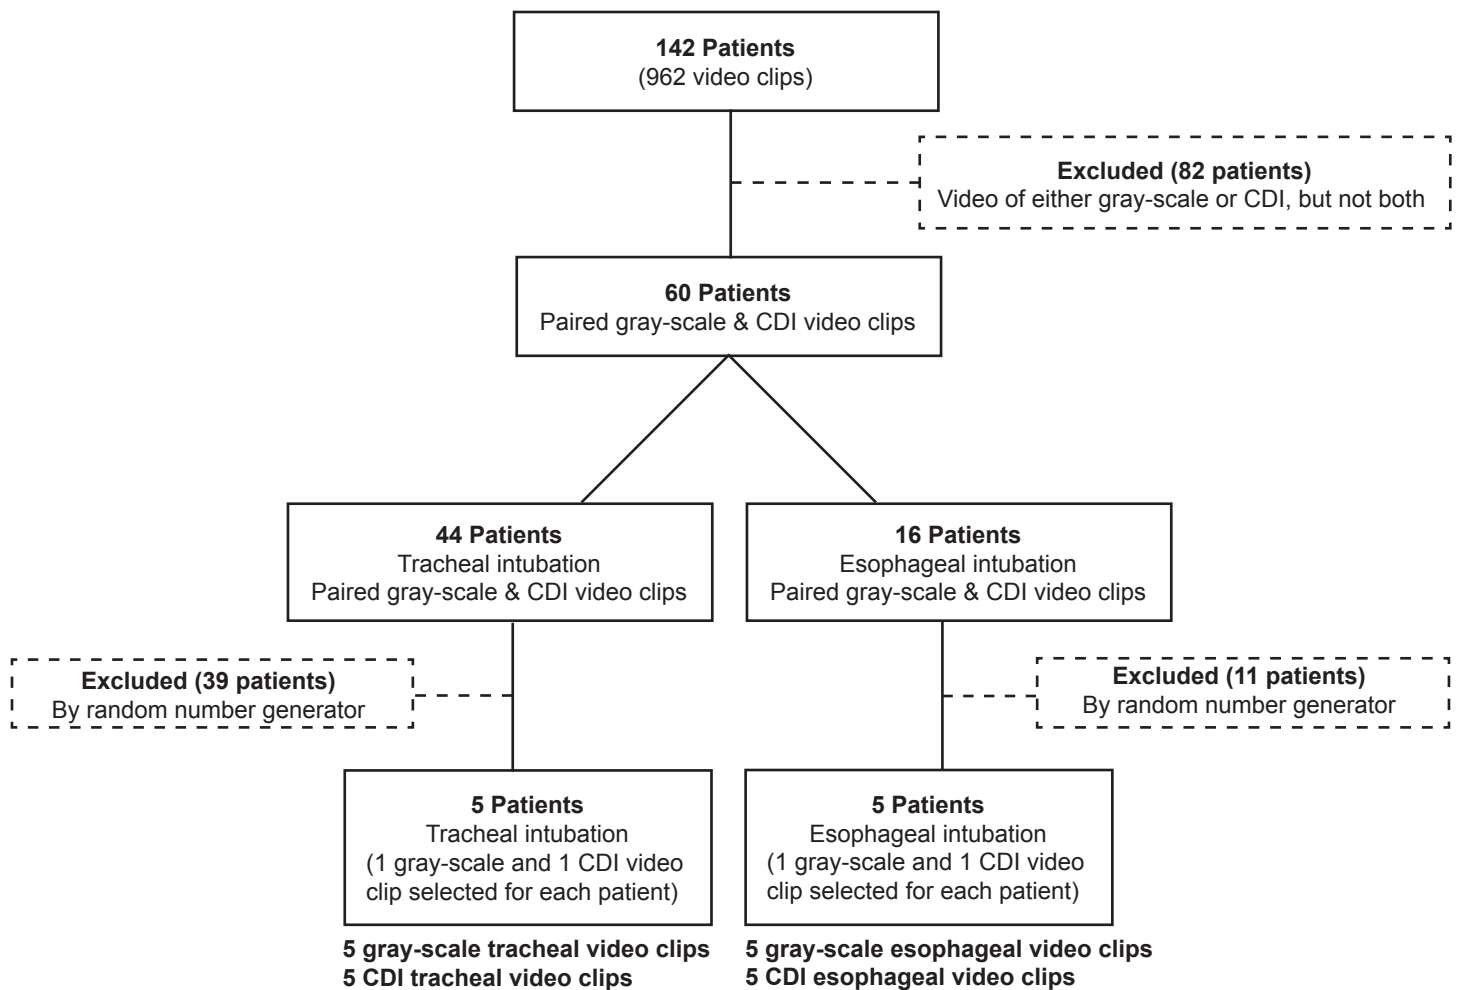 142 Patients
(962 video clips)
Excluded (82 patients)
Video of either gray-scale or CDI, but not both
60 Patients
Paired gray-scale & CDI video clips
44 Patients
Tracheal intubation
Paired gray-scale & CDI video clips
16 Patients
Esophageal intubation
Paired gray-scale & CDI video clips
Excluded (39 patients)
By random number generator
Excluded (11 patients)
By random number generator
5 Patients
Tracheal intubation
(1 gray-scale and 1 CDI video
clip selected for each patient)
5 Patients
Esophageal intubation
(1 gray-scale and 1 CDI video
clip selected for each patient)
5 gray-scale tracheal video clips
5 CDI tracheal video clips
5 gray-scale esophageal video clips
5 CDI esophageal video clips